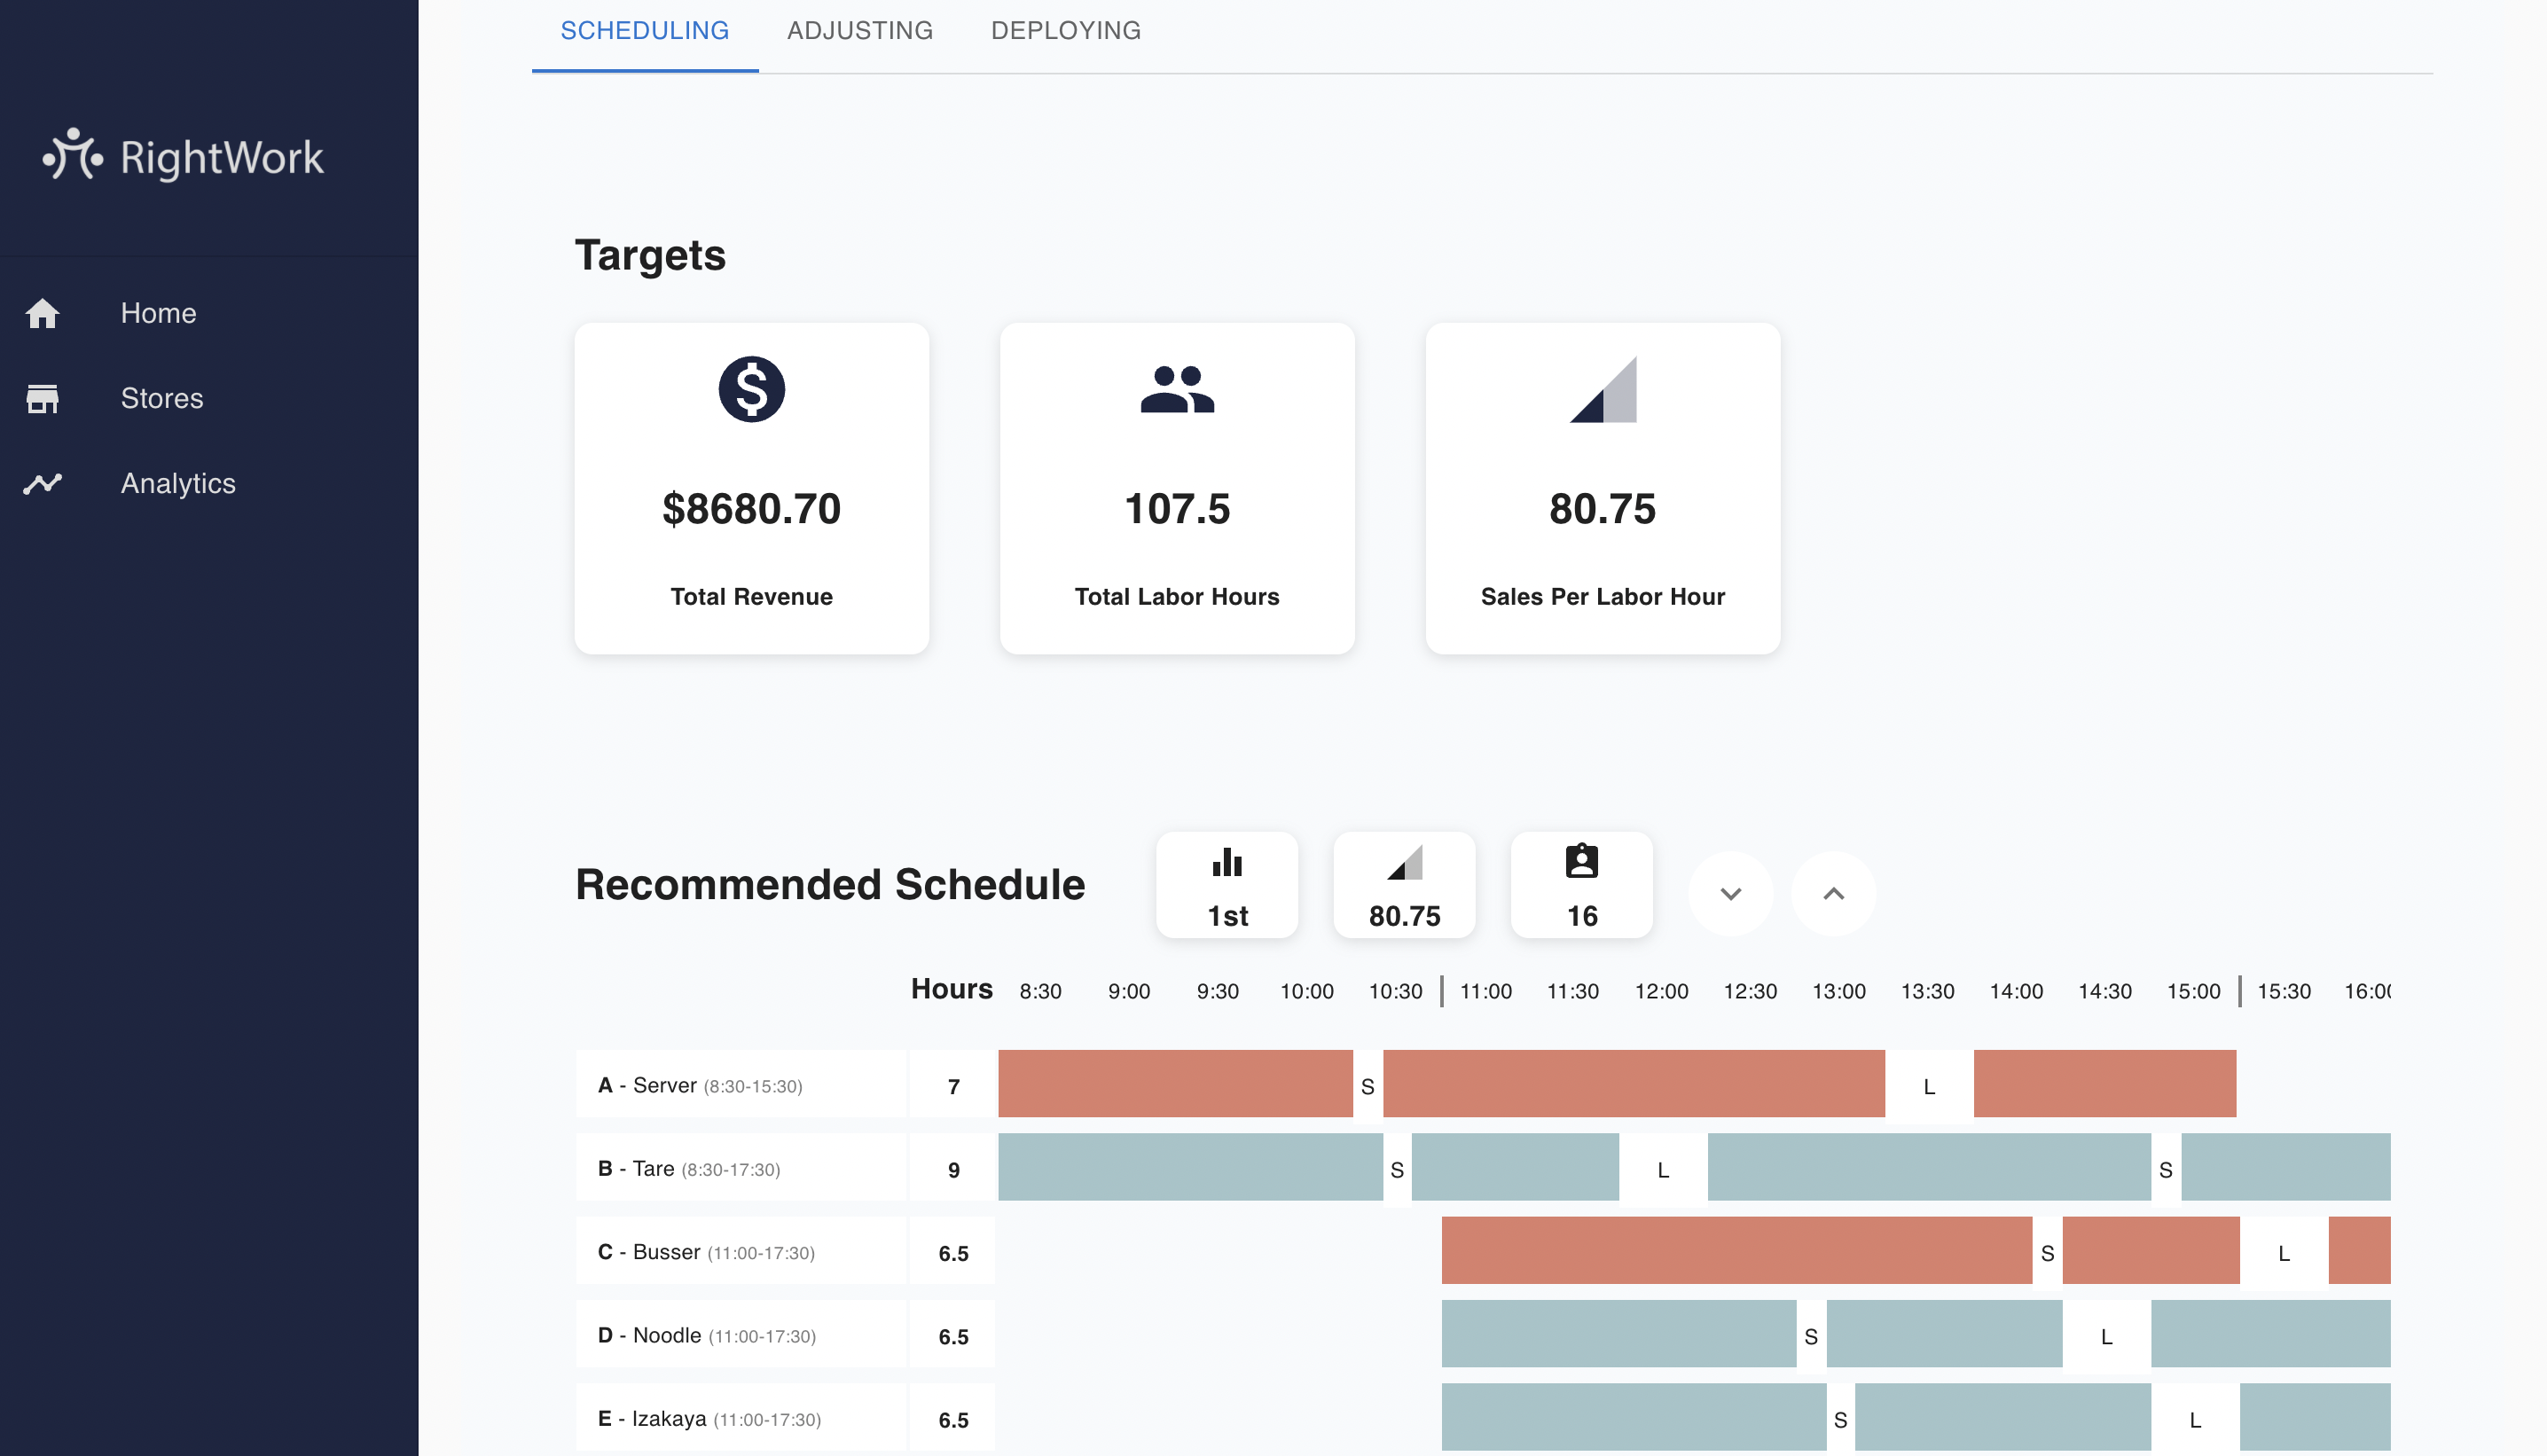 SCHEDULING ADJUSTING DEPLOYING
RightWork
Home
Stores
Analytics
Targets
$8680.70
Total Revenue
107.5
Total Labor Hours
80.75
Sales Per Labor Hour
Recommended Schedule
1st
80.75
16
Hours 8:30 9:00 9:30 10:00 10:30 11:00 11:30 12:00 12:30 13:00 13:30 14:00 14:30 15:00 15:30 16:00
A - Server (8:30-15:30) 7 S L
B - Tare (8:30-17:30) 9 S L S
C - Busser (11:00-17:30) 6.5 S L
D - Noodle (11:00-17:30) 6.5 S L
E - Izakaya (11:00-17:30) 6.5 S L